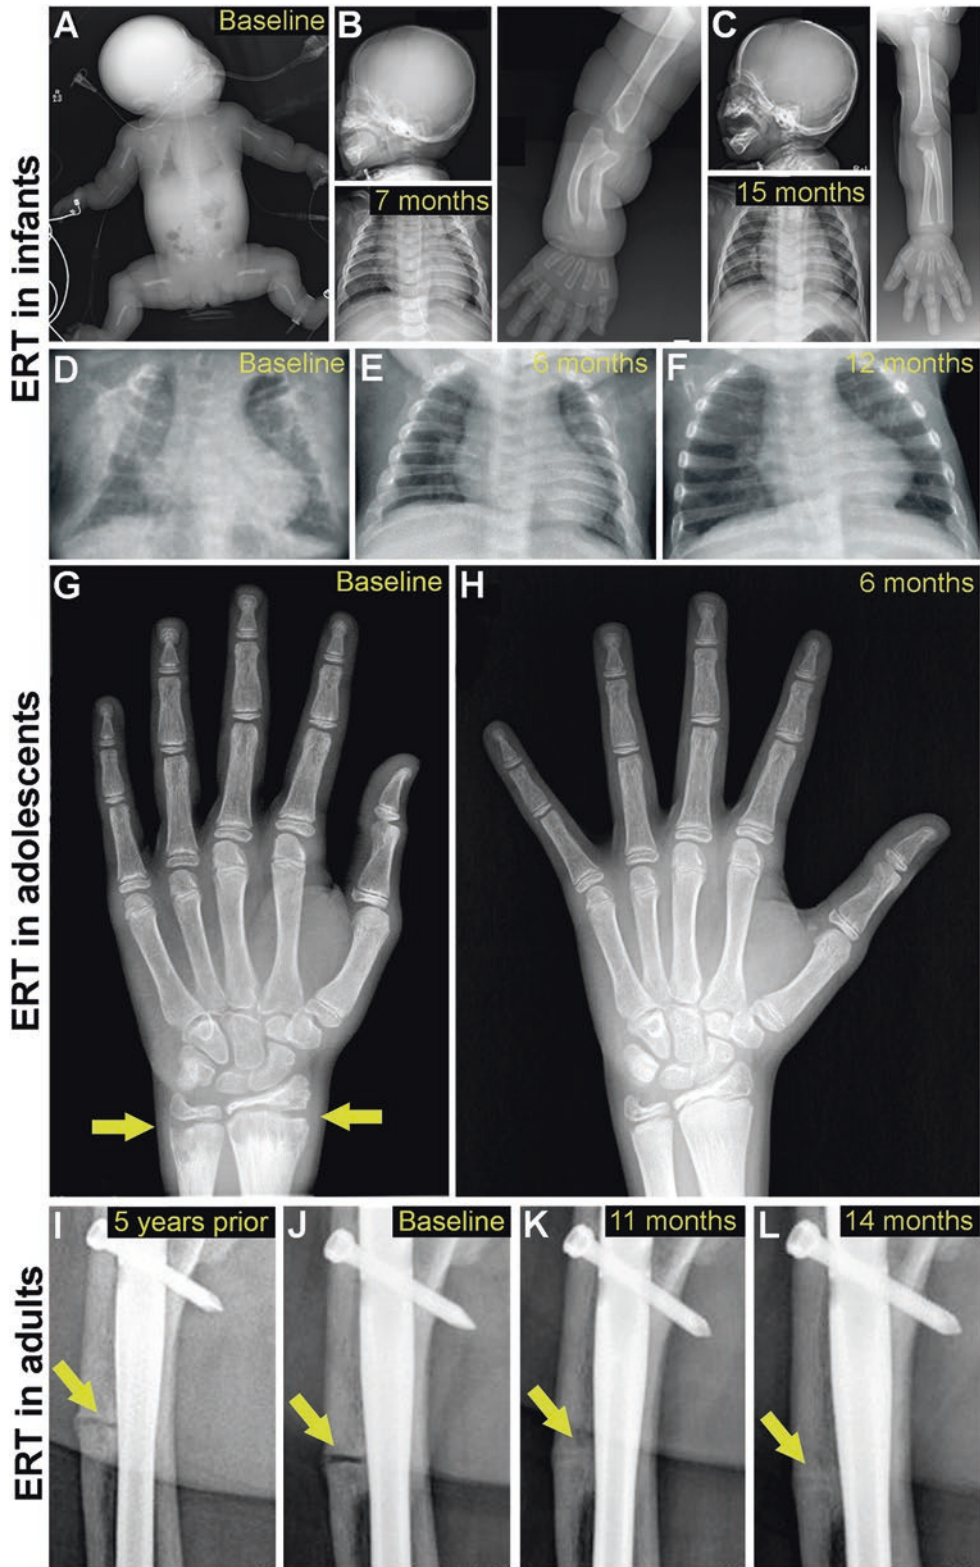 ERT in infants
A Baseline
B
7 months
C
15 months
D Baseline
E 6 months
F 12 months
ERT in adolescents
G Baseline
H 6 months
ERT in adults
I 5 years prior
J Baseline
K 11 months
L 14 months